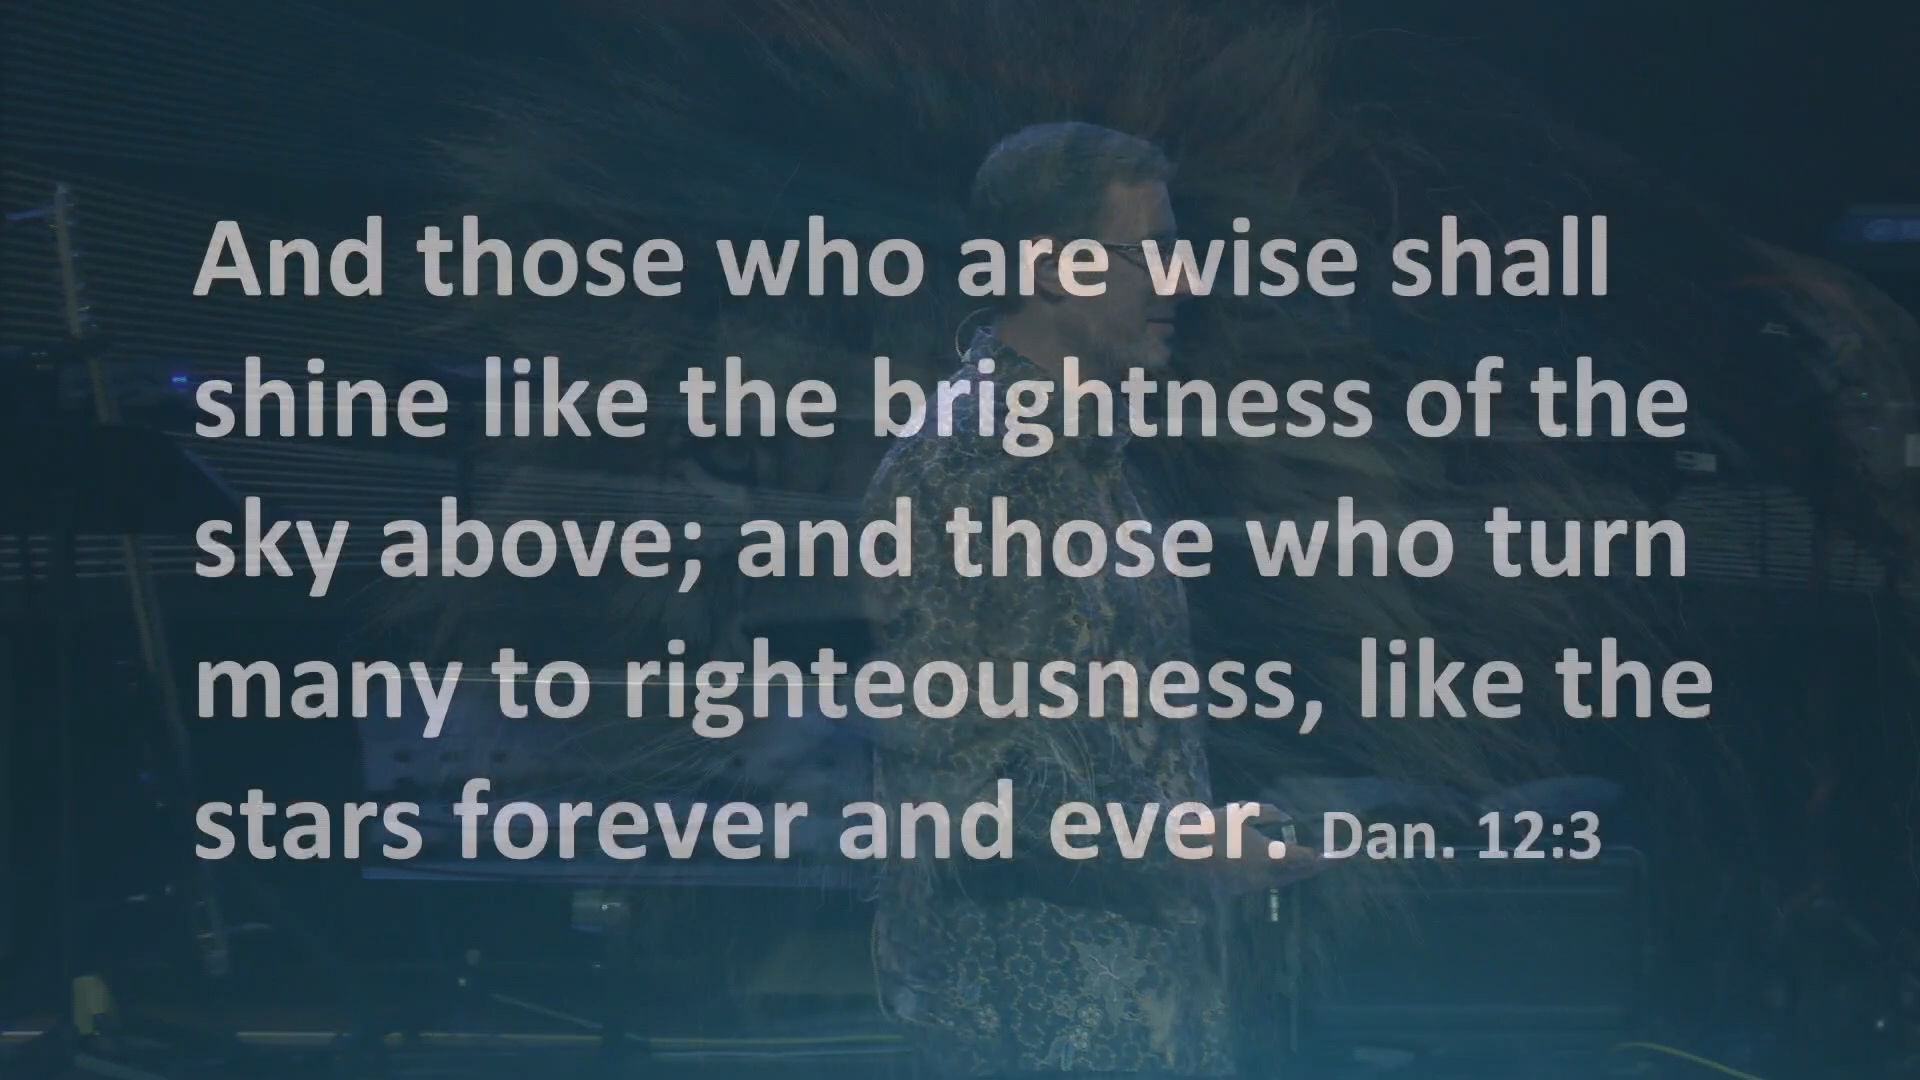 And those who are wise shall
shine like the brightness of the
sky above; and those who turn
many to righteousness, like the
stars forever and ever. Dan. 12:3